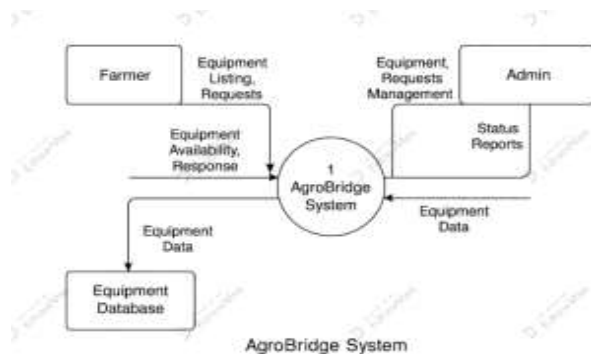 Farmer
Equipment
Listing,
Requests
Equipment,
Requests
Management
Admin
Status
Reports
Equipment
Availability,
Response
1
AgroBridge
System
Equipment
Data
Equipment
Data
Equipment
Database
AgroBridge System